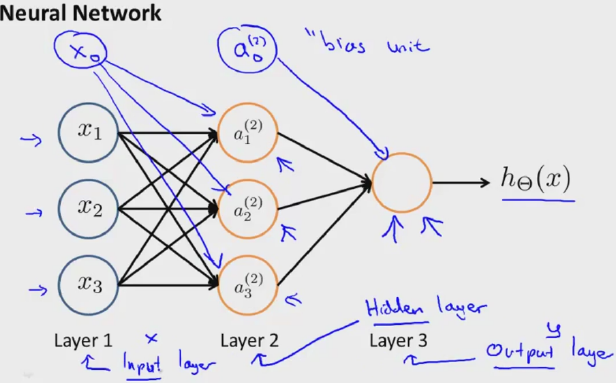 Neural Network
x₀ a₀⁽²⁾ "bias unit
x₁ a₁⁽²⁾
x₂ a₂⁽²⁾ h_Θ(x)
x₃ a₃⁽²⁾
Hidden layer
Layer 1 x Layer 2 Layer 3 y
Input layer Output laye